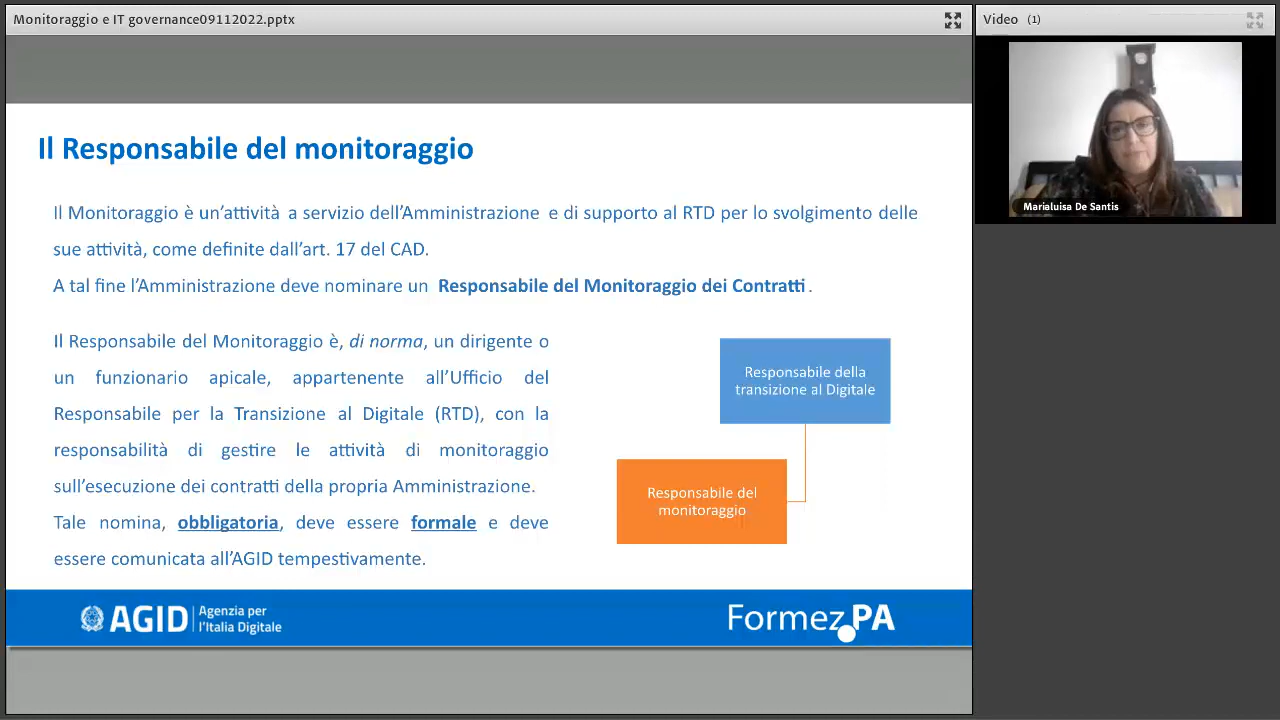 Monitoraggio e IT governance09112022.pptx
Video (1)
Marialuisa De Santis
Il Responsabile del monitoraggio
Il Monitoraggio è un'attività a servizio dell'Amministrazione e di supporto al RTD per lo svolgimento delle
sue attività, come definite dall'art. 17 del CAD.
A tal fine l'Amministrazione deve nominare un Responsabile del Monitoraggio dei Contratti .
Il Responsabile del Monitoraggio è, di norma, un dirigente o
un funzionario apicale, appartenente all'Ufficio del
Responsabile per la Transizione al Digitale (RTD), con la
responsabilità di gestire le attività di monitoraggio
sull'esecuzione dei contratti della propria Amministrazione.
Tale nomina, obbligatoria, deve essere formale e deve
essere comunicata all'AGID tempestivamente.
Responsabile della
transizione al Digitale
Responsabile del
monitoraggio
AGID
Agenzia per
l'Italia Digitale
Formez PA